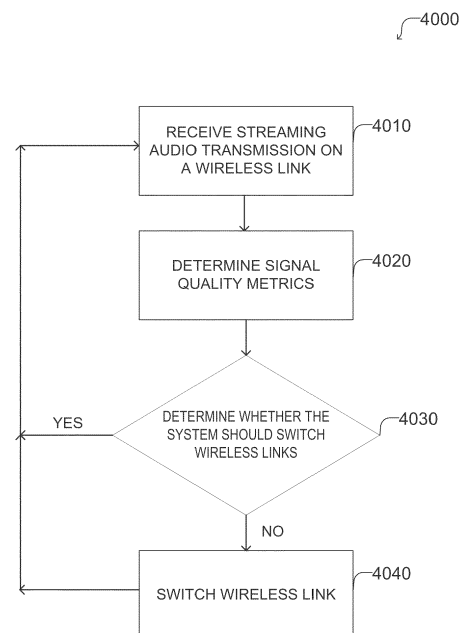 4000
RECEIVE STREAMING
AUDIO TRANSMISSION ON
A WIRELESS LINK
4010
DETERMINE SIGNAL
QUALITY METRICS
4020
DETERMINE WHETHER THE
SYSTEM SHOULD SWITCH
WIRELESS LINKS
4030
YES
NO
SWITCH WIRELESS LINK
4040